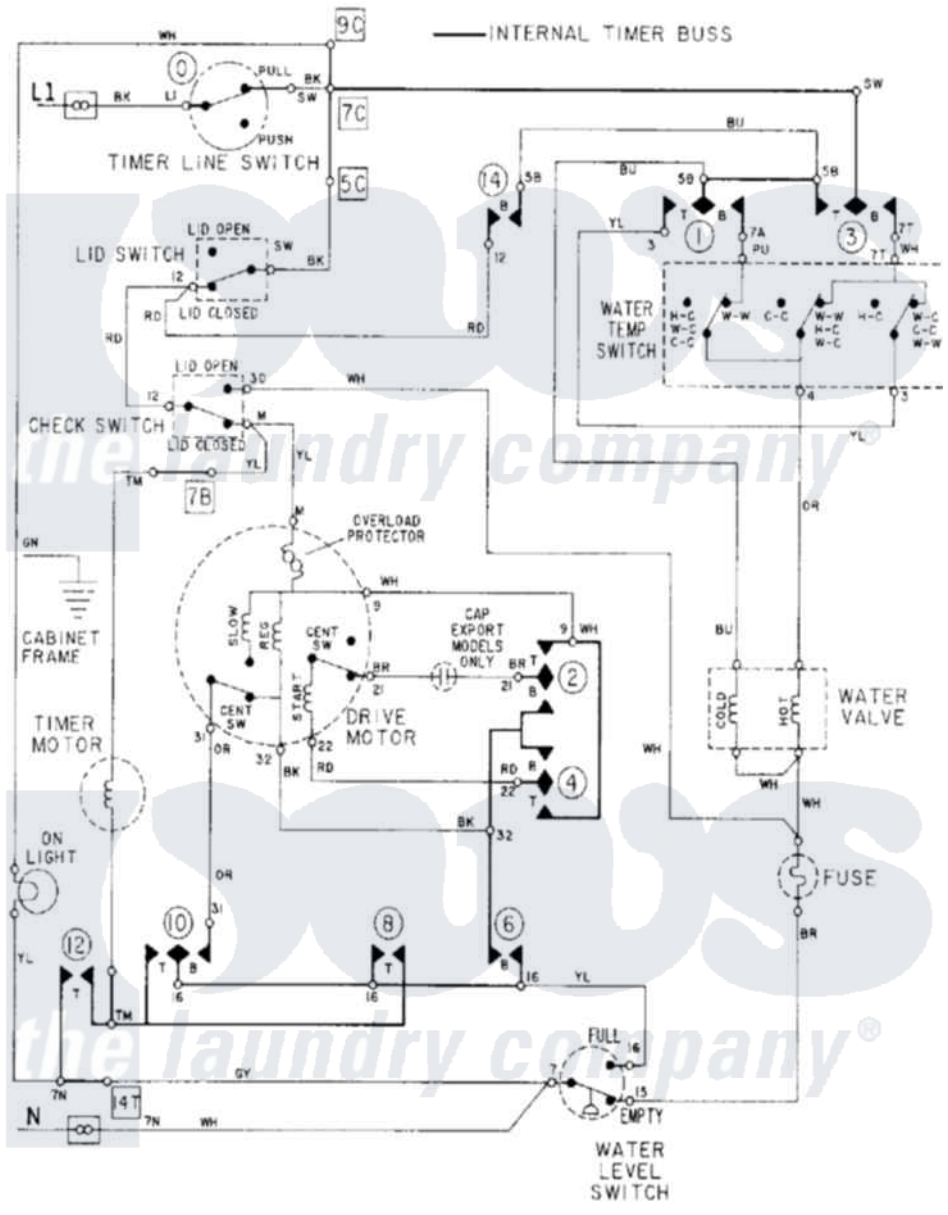 9C
WH
INTERNAL TIMER BUSS
0
PULL
BK
SW
SW
L1
BK
L1
7C
PUSH
BU
TIMER LINE SWITCH
BU
5C
14
5B
5B
5B
B
LID OPEN
T
B
T
B
YL
1
3
7A
7T
LID SWITCH
SW
3
PU
7T
WH
12
BK
12
LID CLOSED
RD
RD
RD
WATER
TEMP
SWITCH
H-C
W-C
C-C
W-W
C-C
W-W
H-C
W-C
H-C
W-C
C-C
W-W
LID OPEN
30
WH
12
M
4
3
CHECK SWITCH
LID CLOSED
YL
YL
YL
the laundry company®
TM
7B
OR
M
OVERLOAD
PROTECTOR
GN
WH
9
CABINET
FRAME
SLOW
REG
CENT
SW
CAP
EXPORT
MODELS
ONLY
9
WH
BU
T
BR
21
11
BR
21
2
B
START
CENT
SW
DRIVE
MOTOR
COLD
HOT
WATER
VALVE
TIMER
MOTOR
31
OR
32
BK
22
RD
WH
RD
22
B
4
T
WH
WH
BK
32
ON
LIGHT
FUSE
OR
31
BR
10
8
6
12
YL
T
B
T
B
T
16
16
16
YL
TM
the laundry company®
FULL
16
GY
7
7N
14T
15
N
7N
WH
EMPTY
WATER
LEVEL
SWITCH